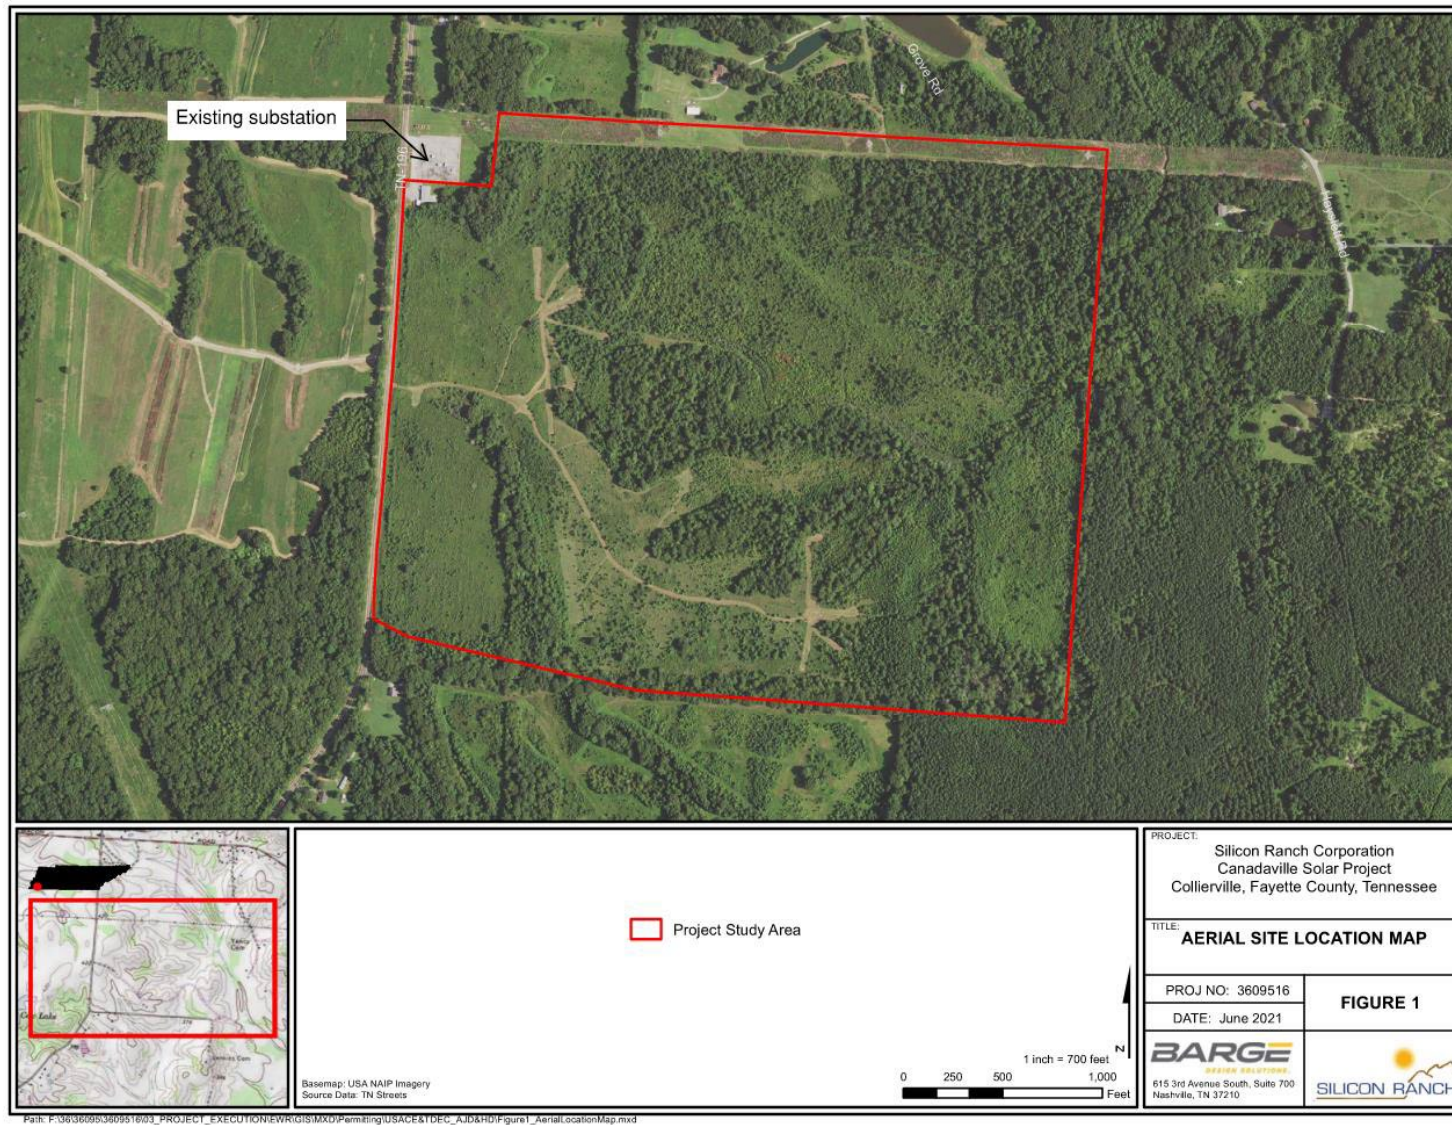 Grove Rd
Existing substation
TN-196
PROJECT:
Silicon Ranch Corporation
Canadaville Solar Project
Collierville, Fayette County, Tennessee
TITLE:
AERIAL SITE LOCATION MAP
PROJ NO: 3609516
DATE: June 2021
FIGURE 1
Project Study Area
N
1 inch = 700 feet
0 250 500 1,000
Feet
Basemap: USA NAIP Imagery
Source Data: TN Streets
BARGE
DESIGN SOLUTIONS.
615 3rd Avenue South, Suite 700
Nashville, TN 37210
SILICON RANCH
ROAD